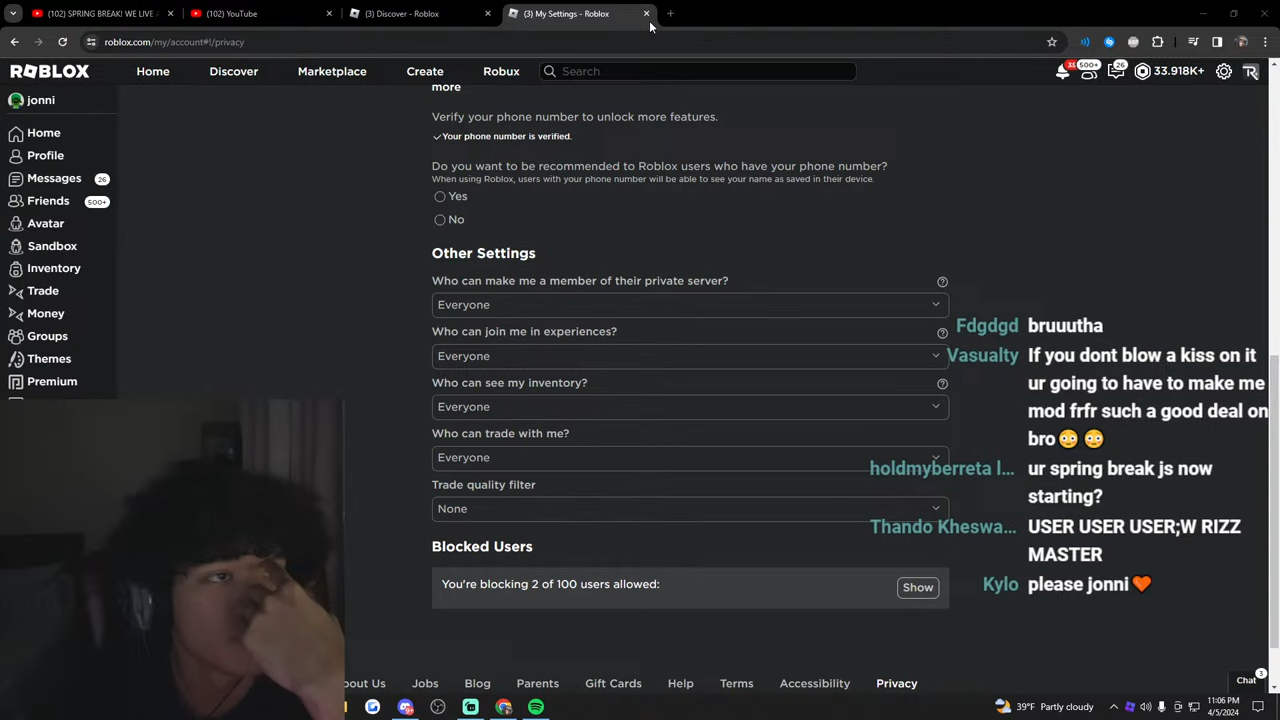 (102) SPRING BREAK! WE LIVE
(102) YouTube
(3) Discover - Roblox
(3) My Settings - Roblox
roblox.com/my/account#!/privacy
ROBLOX
Home
Discover
Marketplace
Create
Robux
Search
500+
26
33.918K+
jonni
Home
Profile
Messages 26
Friends 500+
Avatar
Sandbox
Inventory
Trade
Money
Groups
Themes
Premium
more
Verify your phone number to unlock more features.
Your phone number is verified.
Do you want to be recommended to Roblox users who have your phone number?
When using Roblox, users with your phone number will be able to see your name as saved in their device.
Yes
No
Other Settings
Who can make me a member of their private server?
Everyone
Who can join me in experiences?
Everyone
Who can see my inventory?
Everyone
Who can trade with me?
Everyone
Trade quality filter
None
Blocked Users
You're blocking 2 of 100 users allowed:
Show
Fdgdgd bruuutha
Vasualty If you dont blow a kiss on it
ur going to have to make me
mod frfr such a good deal on
bro😳 😳
holdmyberreta l... ur spring break js now
starting?
Thando Kheswa... USER USER USER;W RIZZ
MASTER
Kylo please jonni🧡
bout Us
Jobs
Blog
Parents
Gift Cards
Help
Terms
Accessibility
Privacy
Chat
3
39°F Partly cloudy
11:06 PM
4/5/2024